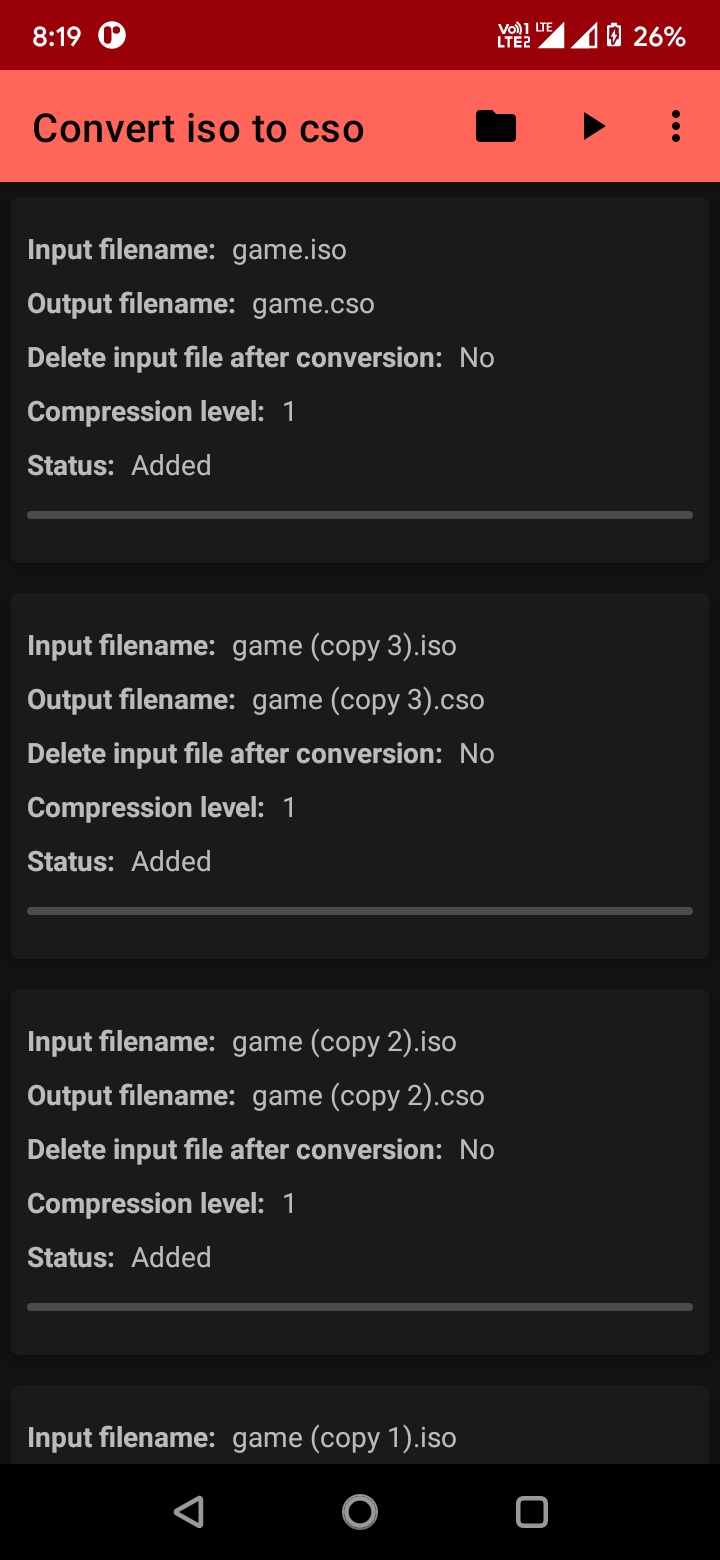 8:19 Vo))1 LTE2 LTE 26%
Convert iso to cso
Input filename: game.iso
Output filename: game.cso
Delete input file after conversion: No
Compression level: 1
Status: Added
Input filename: game (copy 3).iso
Output filename: game (copy 3).cso
Delete input file after conversion: No
Compression level: 1
Status: Added
Input filename: game (copy 2).iso
Output filename: game (copy 2).cso
Delete input file after conversion: No
Compression level: 1
Status: Added
Input filename: game (copy 1).iso